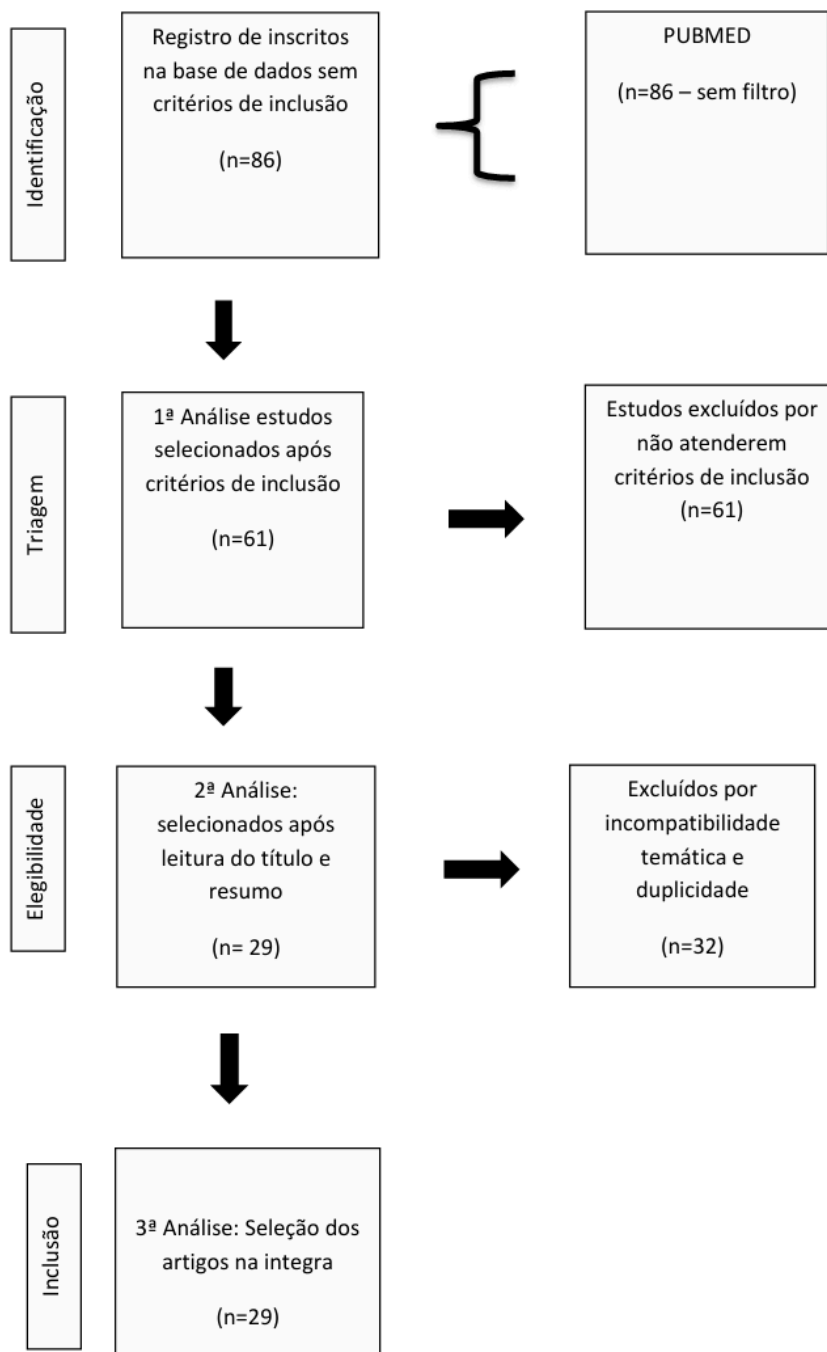 Identificação
Registro de inscritos
na base de dados sem
critérios de inclusão
(n=86)
PUBMED
(n=86 – sem filtro)
Triagem
1ª Análise estudos
selecionados após
critérios de inclusão
(n=61)
Estudos excluídos por
não atenderem
critérios de inclusão
(n=61)
Elegibilidade
2ª Análise:
selecionados após
leitura do título e
resumo
(n= 29)
Excluídos por
incompatibilidade
temática e
duplicidade
(n=32)
Inclusão
3ª Análise: Seleção dos
artigos na integra
(n=29)